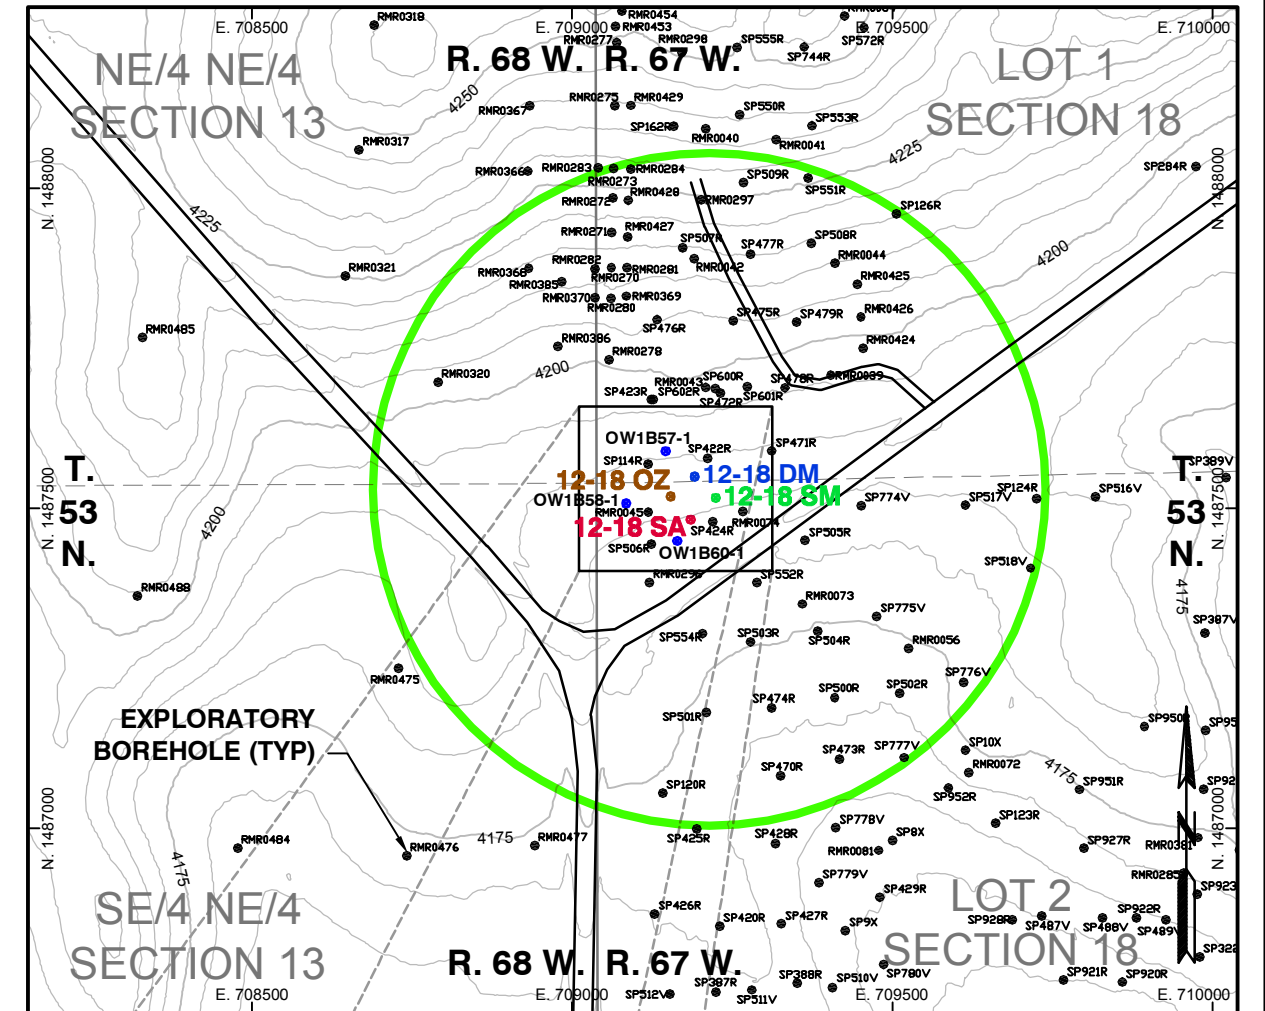 RMR0318
E. 708500
E. 709000
RMR0454
RMR0453
RMR0277
RMR0298
SP555R
SP744R
SP572R
E. 709500
E. 710000
NE/4 NE/4
SECTION 13
R. 68 W.
R. 67 W.
LOT 1
SECTION 18
4250
RMR0367
RMR0275
RMR0429
SP550R
SP162R
RMR0040
SP553R
RMR0041
RMR0317
4225
SP284R
N. 1488000
N. 1488000
RMR0366
RMR0283
RMR0284
RMR0273
SP509R
SP551R
RMR0272
RMR0428
RMR0297
SP126R
4225
RMR0271
RMR0427
SP507R
SP477R
SP508R
4200
RMR0321
RMR0368
RMR0282
RMR0281
RMR0270
RMR0042
RMR0044
RMR0385
RMR0425
RMR0370
RMR0369
RMR0280
SP475R
SP479R
RMR0426
SP476R
RMR0485
RMR0386
RMR0278
RMR0424
RMR0320
4200
SP423R
RMR0043
SP600R
SP602R
SP472R
SP601R
SP478R
RMR0039
OW1B57-1
SP422R
SP471R
SP114R
12-18 OZ
12-18 DM
12-18 SM
OW1B58-1
RMR0045
12-18 SA
SP424R
RMR0074
SP506R
OW1B60-1
T.
53
N.
T.
53
N.
SP389V
N. 1487500
N. 1487500
4200
SP774V
SP517V
SP124R
SP516V
SP505R
SP518V
RMR0488
RMR0296
SP552R
4175
RMR0073
SP775V
SP387V
SP554R
SP503R
SP504R
RMR0056
RMR0475
SP776V
SP474R
SP500R
SP502R
SP501R
EXPLORATORY
BOREHOLE (TYP)
SP473R
SP777V
SP10X
RMR0072
SP470R
4175
SP951R
SP120R
SP952R
SP123R
N. 1487000
N. 1487000
RMR0484
RMR0476
4175
RMR0477
SP425R
SP428R
SP778V
SP8X
RMR0081
SP927R
RMR0381
4175
SP779V
SP429R
RMR0285
SE/4 NE/4
SECTION 13
LOT 2
SECTION 18
SP426R
SP420R
SP427R
SP9X
SP928R
SP487V
SP488V
SP922R
SP489V
R. 68 W.
R. 67 W.
SP388R
SP510V
SP780V
SP921R
SP920R
E. 708500
E. 709000
SP512V
SP387R
SP511V
E. 709500
E. 710000